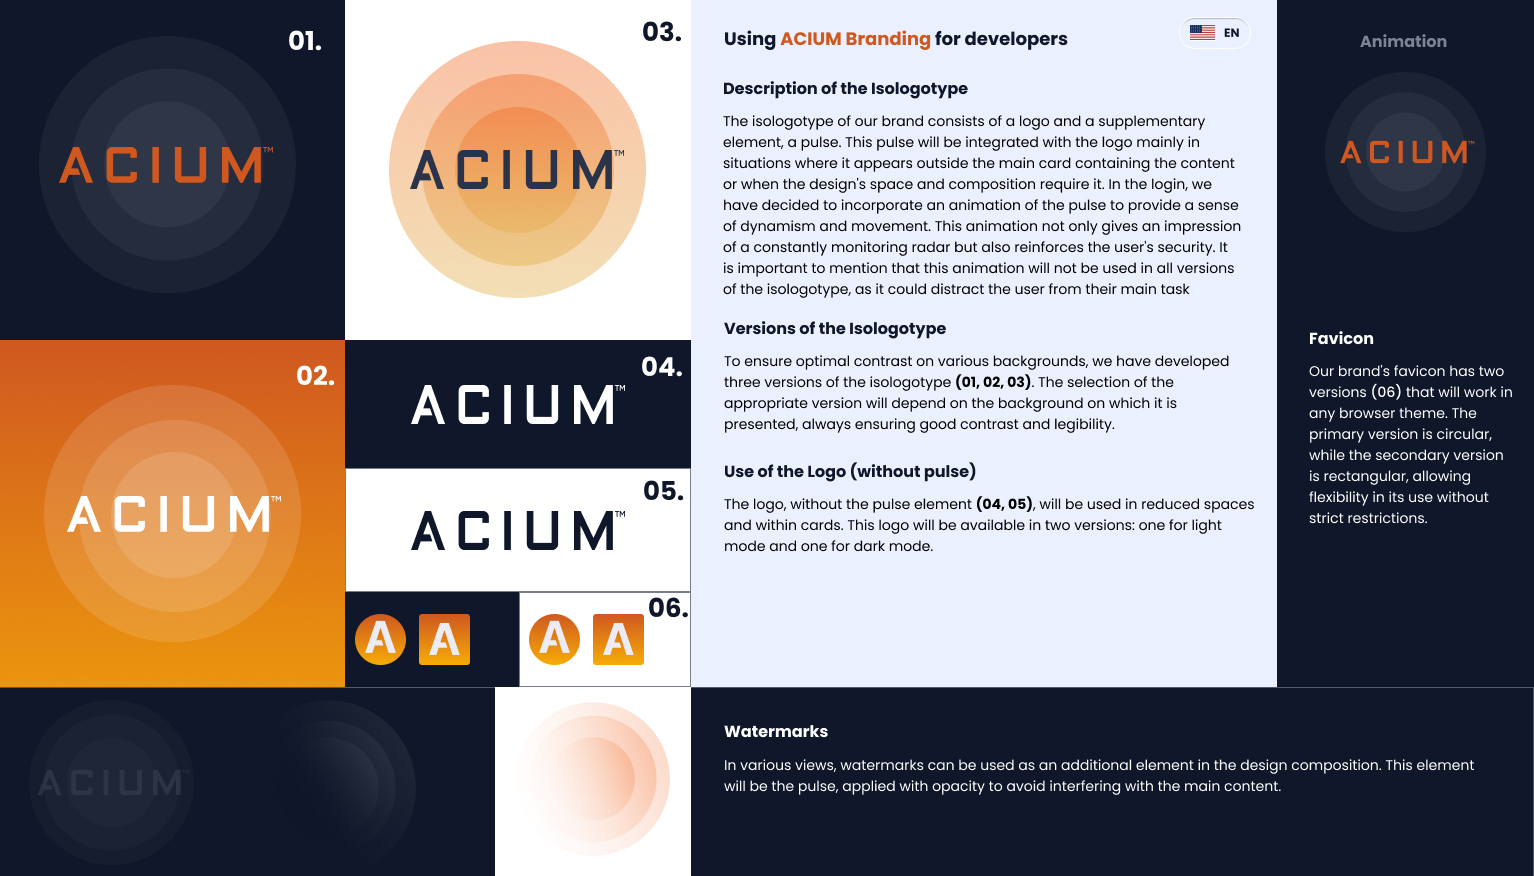 01.
ACIUM™
03.
ACIUM™
02.
ACIUM™
04.
ACIUM™
05.
ACIUM™
06.
A
A
A
A
ACIUM™
Using ACIUM Branding for developers
EN
Description of the Isologotype
The isologotype of our brand consists of a logo and a supplementary
element, a pulse. This pulse will be integrated with the logo mainly in
situations where it appears outside the main card containing the content
or when the design's space and composition require it. In the login, we
have decided to incorporate an animation of the pulse to provide a sense
of dynamism and movement. This animation not only gives an impression
of a constantly monitoring radar but also reinforces the user's security. It
is important to mention that this animation will not be used in all versions
of the isologotype, as it could distract the user from their main task
Versions of the Isologotype
To ensure optimal contrast on various backgrounds, we have developed
three versions of the isologotype (01, 02, 03). The selection of the
appropriate version will depend on the background on which it is
presented, always ensuring good contrast and legibility.
Use of the Logo (without pulse)
The logo, without the pulse element (04, 05), will be used in reduced spaces
and within cards. This logo will be available in two versions: one for light
mode and one for dark mode.
Animation
ACIUM™
Favicon
Our brand's favicon has two
versions (06) that will work in
any browser theme. The
primary version is circular,
while the secondary version
is rectangular, allowing
flexibility in its use without
strict restrictions.
Watermarks
In various views, watermarks can be used as an additional element in the design composition. This element
will be the pulse, applied with opacity to avoid interfering with the main content.